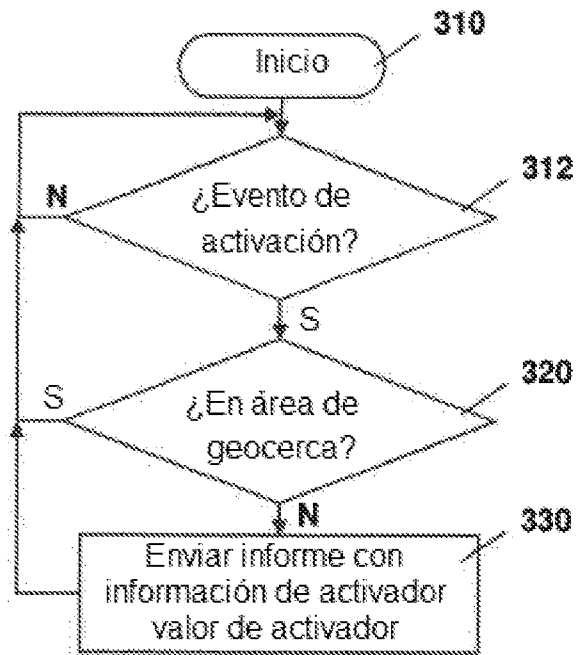 310
Inicio
312
N
¿Evento de
activación?
S
320
S
¿En área de
geocerca?
N
330
Enviar informe con
información de activador
valor de activador